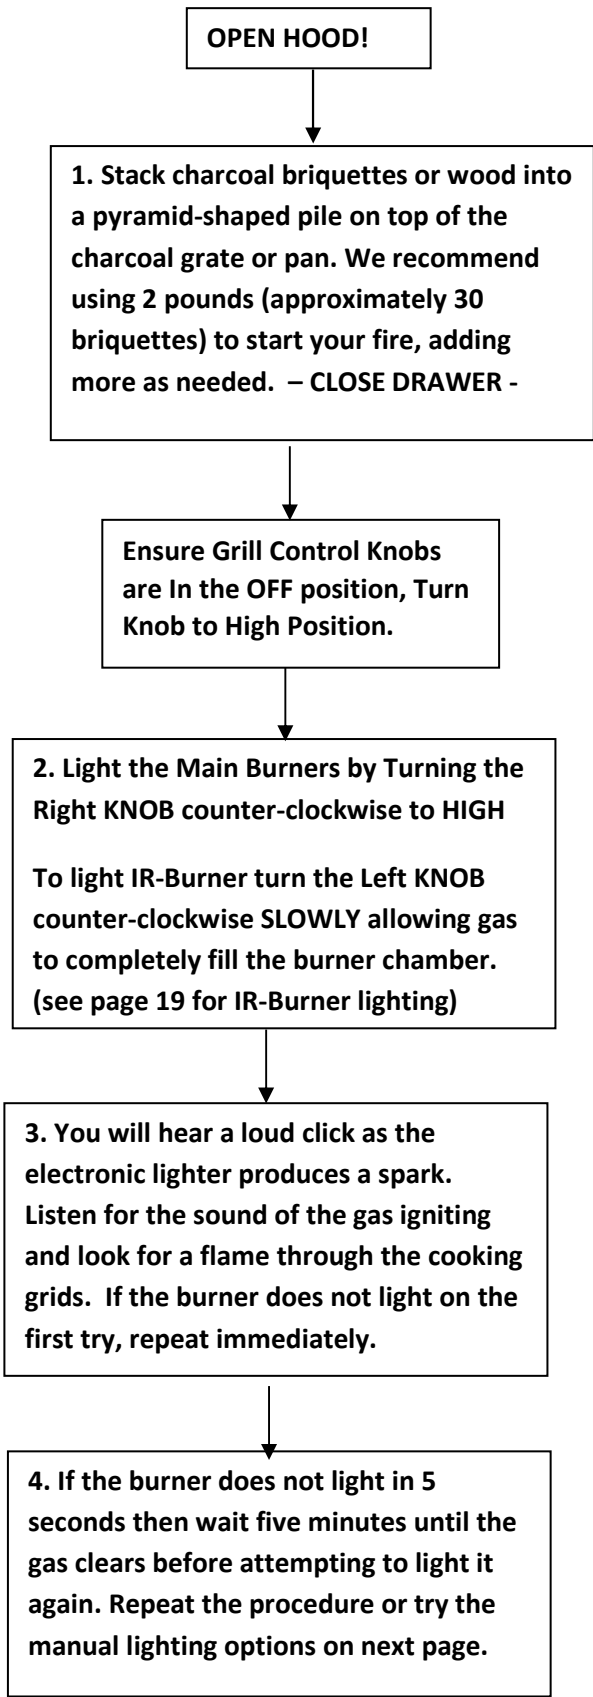 OPEN HOOD!
1. Stack charcoal briquettes or wood into
a pyramid-shaped pile on top of the
charcoal grate or pan. We recommend
using 2 pounds (approximately 30
briquettes) to start your fire, adding
more as needed.  – CLOSE DRAWER -
Ensure Grill Control Knobs
are In the OFF position, Turn
Knob to High Position.
2. Light the Main Burners by Turning the
Right KNOB counter-clockwise to HIGH
To light IR-Burner turn the Left KNOB
counter-clockwise SLOWLY allowing gas
to completely fill the burner chamber.
(see page 19 for IR-Burner lighting)
3. You will hear a loud click as the
electronic lighter produces a spark.
Listen for the sound of the gas igniting
and look for a flame through the cooking
grids.  If the burner does not light on the
first try, repeat immediately.
4. If the burner does not light in 5
seconds then wait five minutes until the
gas clears before attempting to light it
again. Repeat the procedure or try the
manual lighting options on next page.